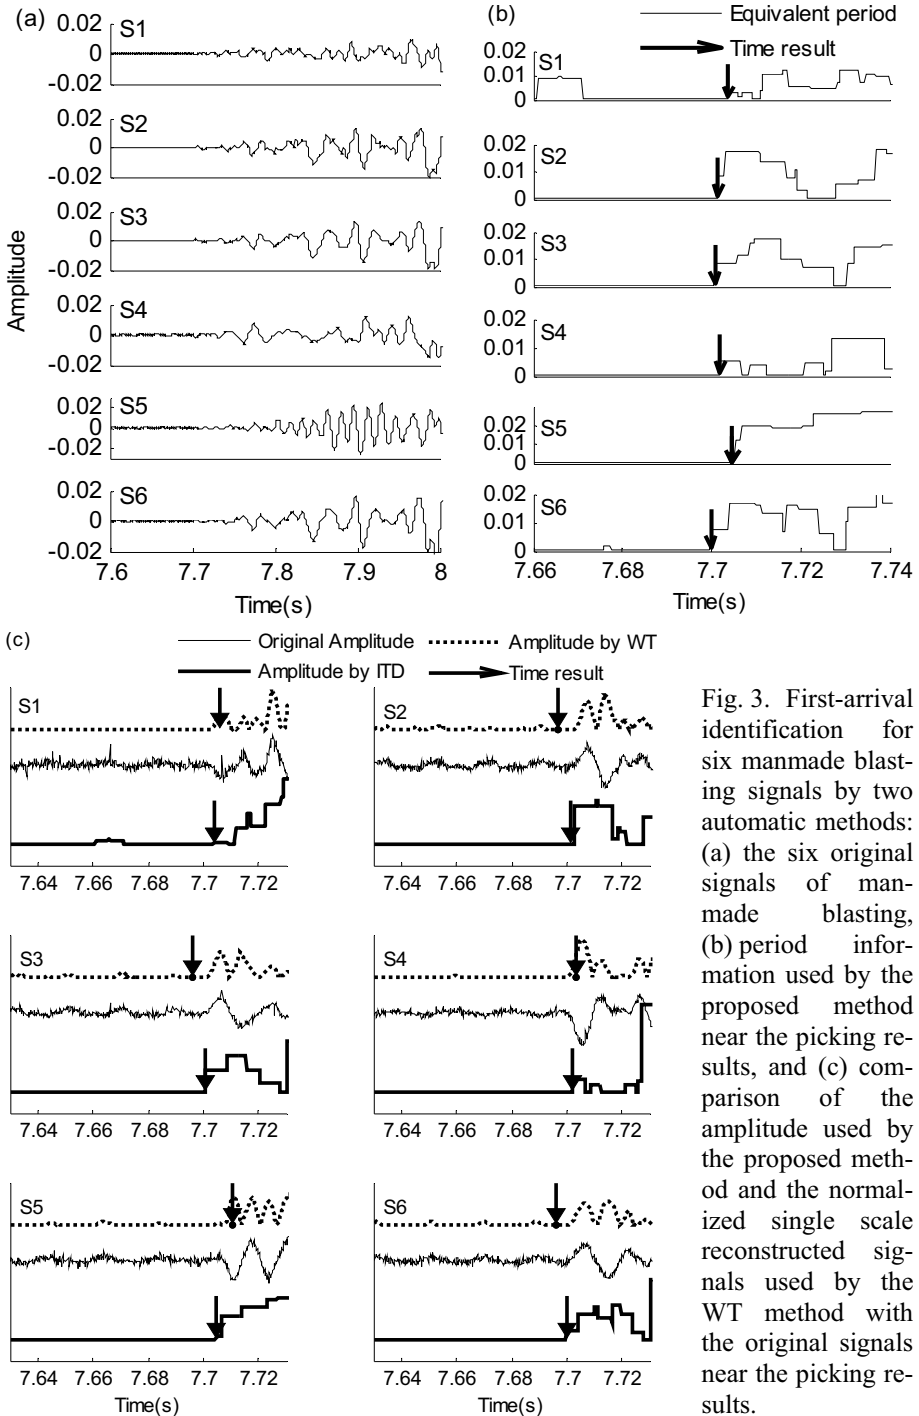 (a)
Amplitude
S1
0.02
0
-0.02
S2
0.02
0
-0.02
S3
0.02
0
-0.02
S4
0.02
0
-0.02
S5
0.02
0
-0.02
S6
0.02
0
-0.02
7.6 7.7 7.8 7.9 8
Time(s)
(b)
Equivalent period
Time result
S1
0.02
0.01
0
S2
0.02
0.01
0
S3
0.02
0.01
0
S4
0.02
0.01
0
S5
0.02
0.01
0
S6
0.02
0.01
0
7.66 7.68 7.7 7.72 7.74
Time(s)
(c)
Original Amplitude Amplitude by WT
Amplitude by ITD Time result
S1
7.64 7.66 7.68 7.7 7.72
S2
7.64 7.66 7.68 7.7 7.72
S3
7.64 7.66 7.68 7.7 7.72
S4
7.64 7.66 7.68 7.7 7.72
S5
7.64 7.66 7.68 7.7 7.72
Time(s)
S6
7.64 7.66 7.68 7.7 7.72
Time(s)
Fig. 3. First-arrival
identification for
six manmade blast-
ing signals by two
automatic methods:
(a) the six original
signals of man-
made blasting,
(b) period infor-
mation used by the
proposed method
near the picking re-
sults, and (c) com-
parison of the
amplitude used by
the proposed meth-
od and the normal-
ized single scale
reconstructed sig-
nals used by the
WT method with
the original signals
near the picking re-
sults.